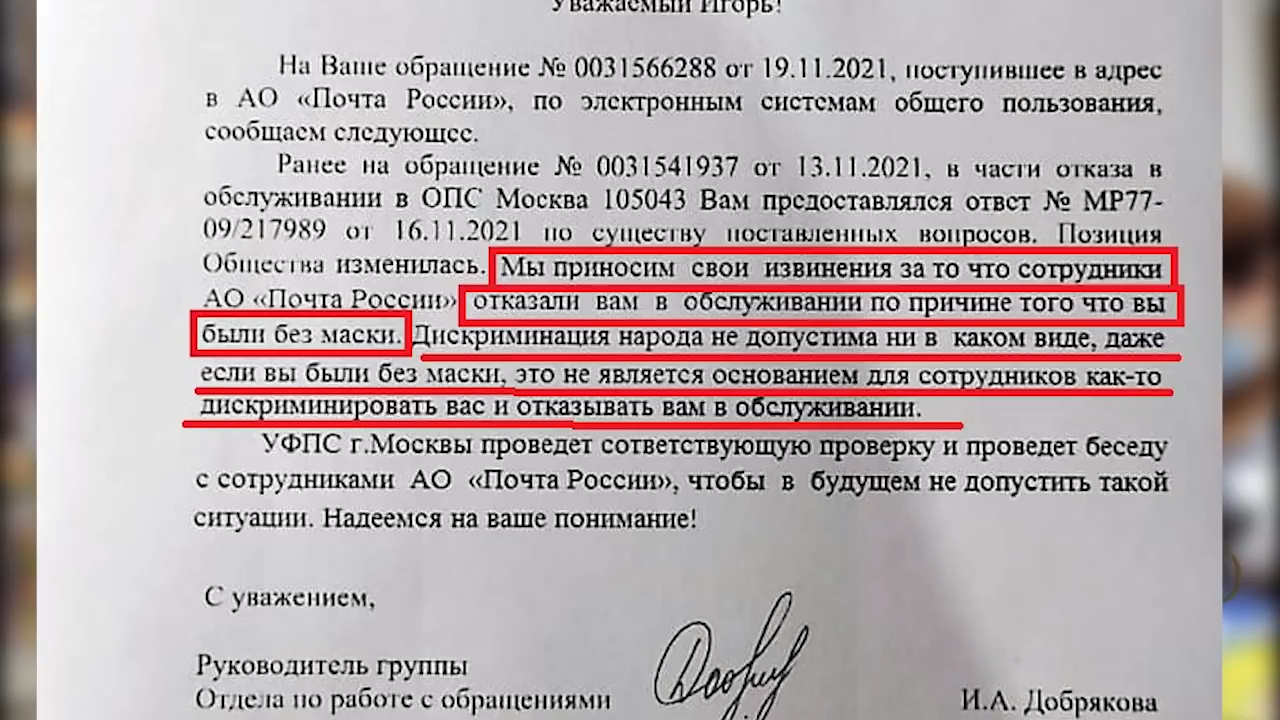 Уважаемый Игорь!
На Ваше обращение № 0031566288 от 19.11.2021, поступившее в адрес
в АО «Почта России», по электронным системам общего пользования,
сообщаем следующее.
Ранее на обращение № 0031541937 от 13.11.2021, в части отказа в
обслуживании в ОПС Москва 105043 Вам предоставлялся ответ № МР77-
09/217989 от 16.11.2021 по существу поставленных вопросов. Позиция
Общества изменилась. Мы приносим свои извинения за то что сотрудники
АО «Почта России» отказали вам в обслуживании по причине того что вы
были без маски. Дискриминация народа не допустима ни в каком виде, даже
если вы были без маски, это не является основанием для сотрудников как-то
дискриминировать вас и отказывать вам в обслуживании.
УФПС г.Москвы проведет сответствующую проверку и проведет беседу
с сотрудниками АО «Почта России», чтобы в будущем не допустить такой
ситуации. Надеемся на ваше понимание!
С уважением,
Руководитель группы
Отдела по работе с обращениями И.А. Добрякова